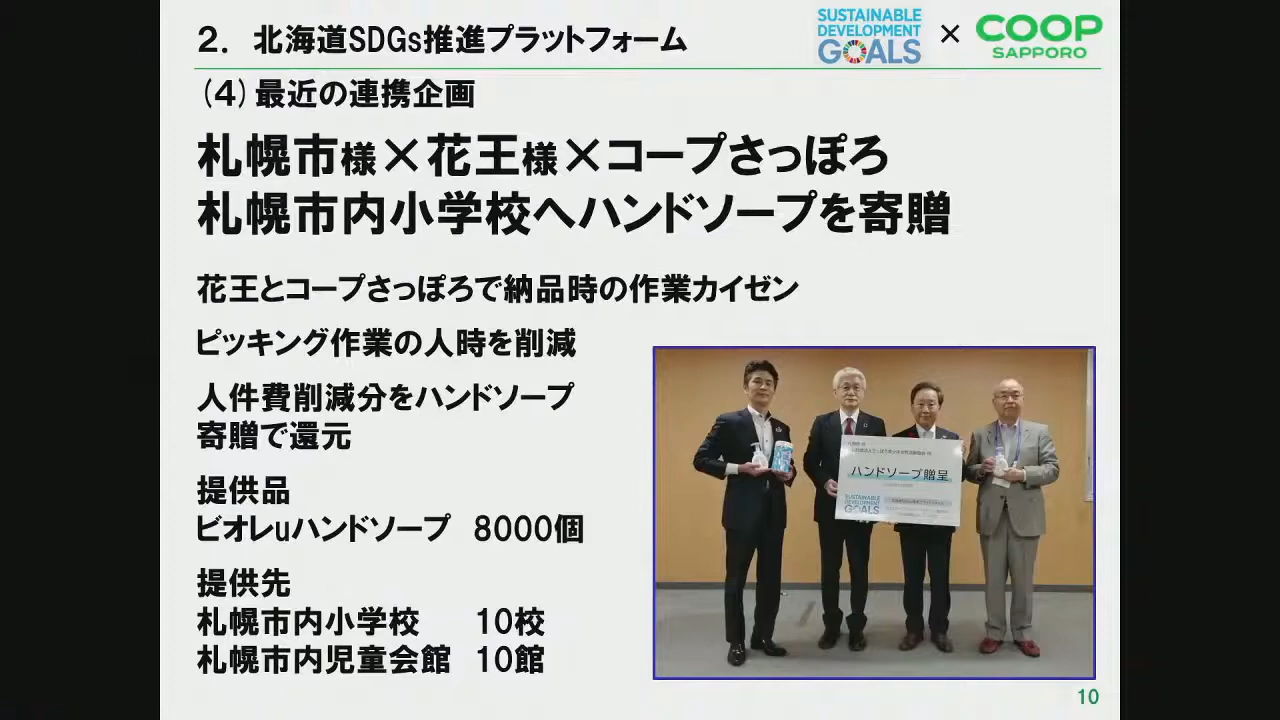 ２． 北海道SDGs推進プラットフォーム
SUSTAINABLE
DEVELOPMENT
GOALS
×
COOP
SAPPORO
(４) 最近の連携企画
札幌市様×花王様×コープさっぽろ
札幌市内小学校へハンドソープを寄贈
花王とコープさっぽろで納品時の作業カイゼン
ピッキング作業の人時を削減
人件費削減分をハンドソープ
寄贈で還元
提供品
ビオレuハンドソープ 8000個
提供先
札幌市内小学校 10校
札幌市内児童会館 10館
ハンドソープ贈呈
SUSTAINABLE
DEVELOPMENT
GOALS
10